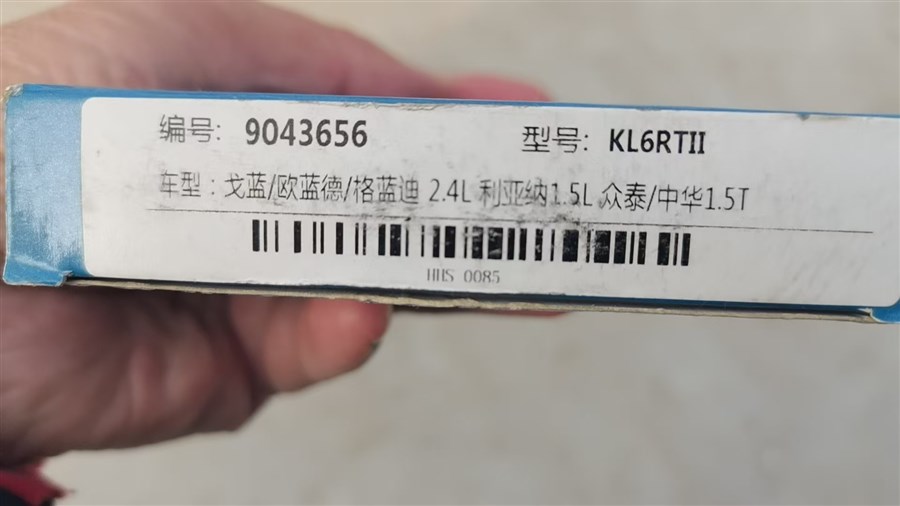 编号: 9043656 型号: KL6RTII
车型：戈蓝/欧蓝德/格蓝迪 2.4L 利亚纳1.5L 众泰/中华1.5T
HHS 0085